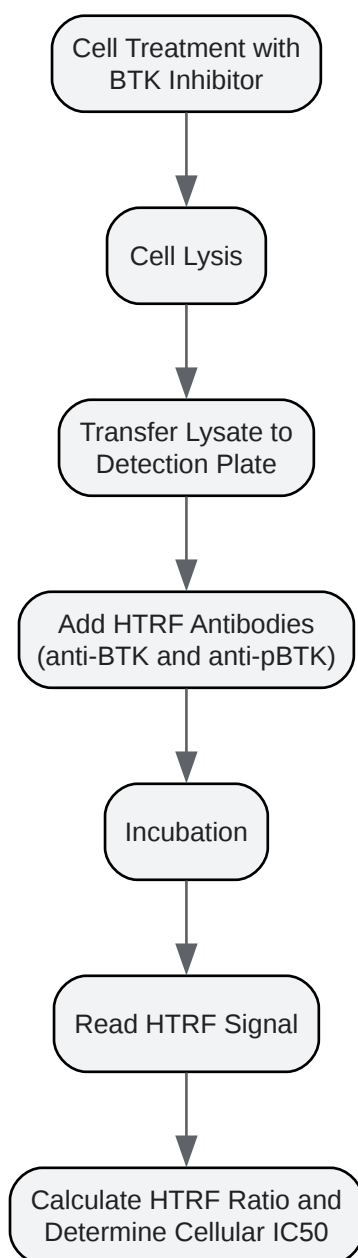 Cell Treatment with
BTK Inhibitor
Cell Lysis
Transfer Lysate to
Detection Plate
Add HTRF Antibodies
(anti-BTK and anti-pBTK)
Incubation
Read HTRF Signal
Calculate HTRF Ratio and
Determine Cellular IC50